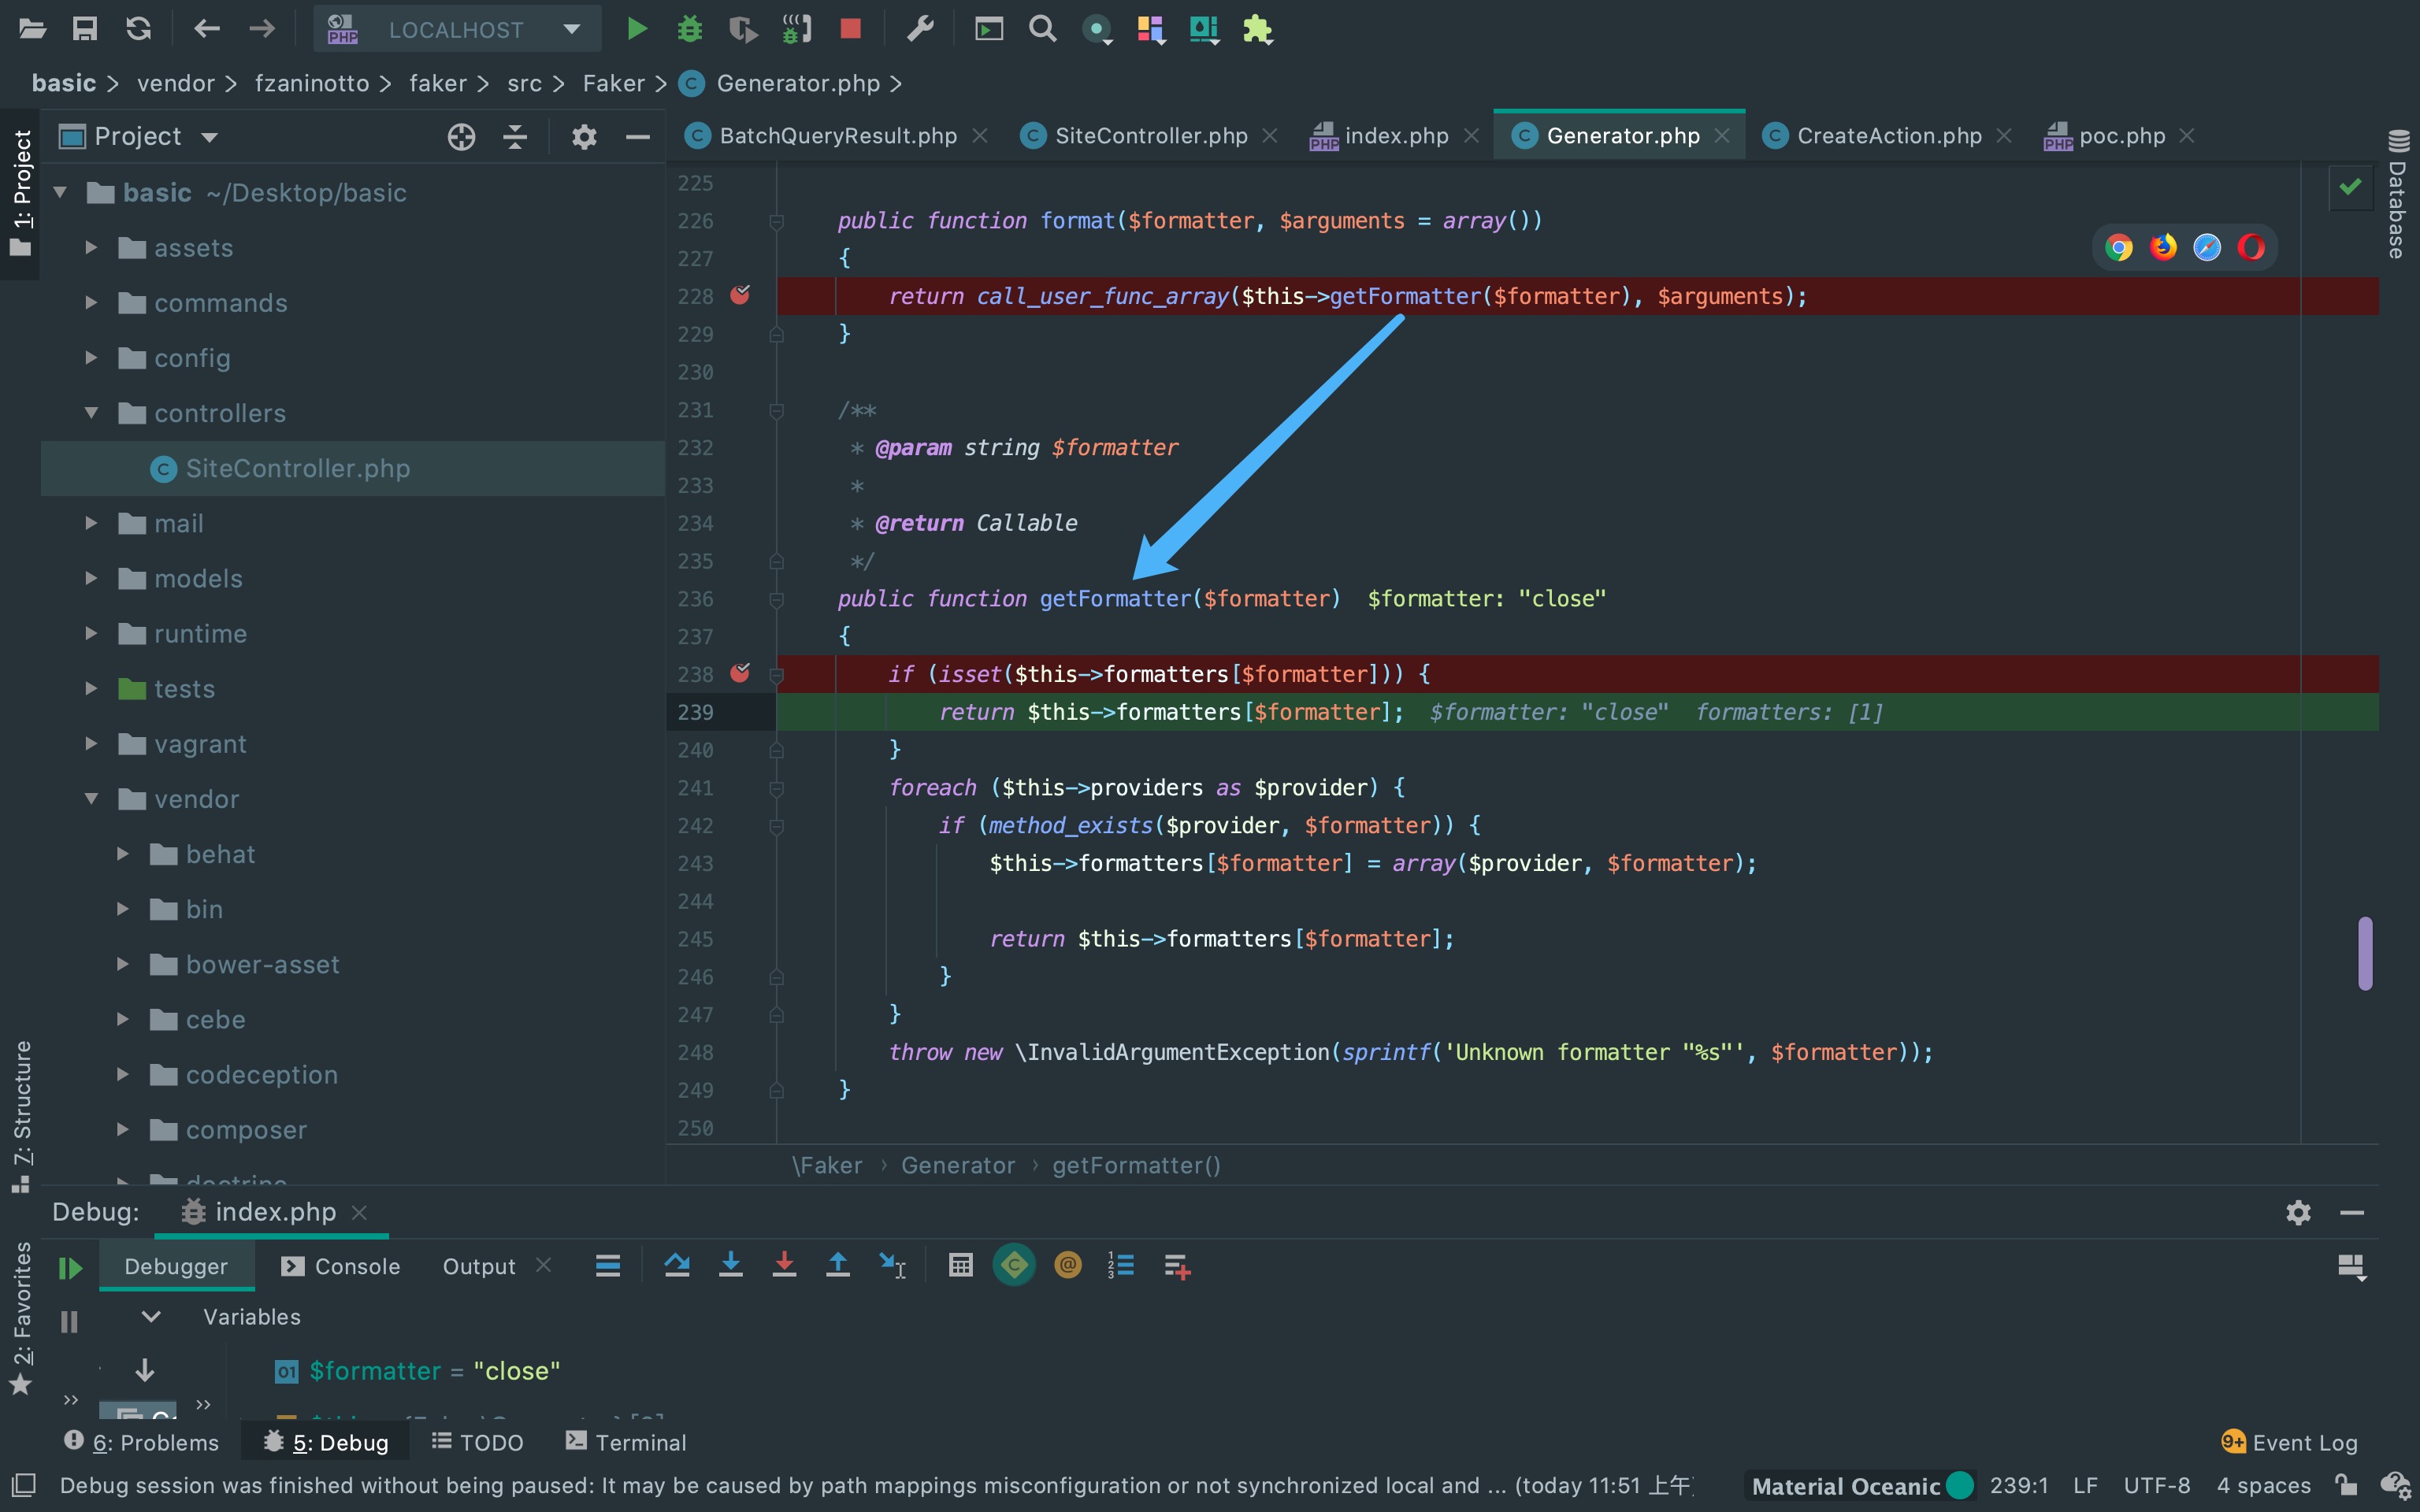 PHP LOCALHOST
basic > vendor > fzaninotto > faker > src > Faker > C Generator.php >
1: Project
Project
C BatchQueryResult.php
C SiteController.php
PHP index.php
C Generator.php
C CreateAction.php
PHP poc.php
Database
basic ~/Desktop/basic
assets
commands
config
controllers
C SiteController.php
mail
models
runtime
tests
vagrant
vendor
behat
bin
bower-asset
cebe
codeception
composer
doctrine
225
226 public function format($formatter, $arguments = array())
227 {
228 return call_user_func_array($this->getFormatter($formatter), $arguments);
229 }
230
231 /**
232 * @param string $formatter
233 *
234 * @return Callable
235 */
236 public function getFormatter($formatter) $formatter: "close"
237 {
238 if (isset($this->formatters[$formatter])) {
239 return $this->formatters[$formatter]; $formatter: "close" formatters: [1]
240 }
241 foreach ($this->providers as $provider) {
242 if (method_exists($provider, $formatter)) {
243 $this->formatters[$formatter] = array($provider, $formatter);
244
245 return $this->formatters[$formatter];
246 }
247 }
248 throw new \InvalidArgumentException(sprintf('Unknown formatter "%s"', $formatter));
249 }
250
\Faker › Generator › getFormatter()
7: Structure
2: Favorites
Debug: index.php
Debugger Console Output
Variables
01 $formatter = "close"
6: Problems 5: Debug TODO Terminal
9+ Event Log
Debug session was finished without being paused: It may be caused by path mappings misconfiguration or not synchronized local and ... (today 11:51 上午
Material Oceanic 239:1 LF UTF-8 4 spaces